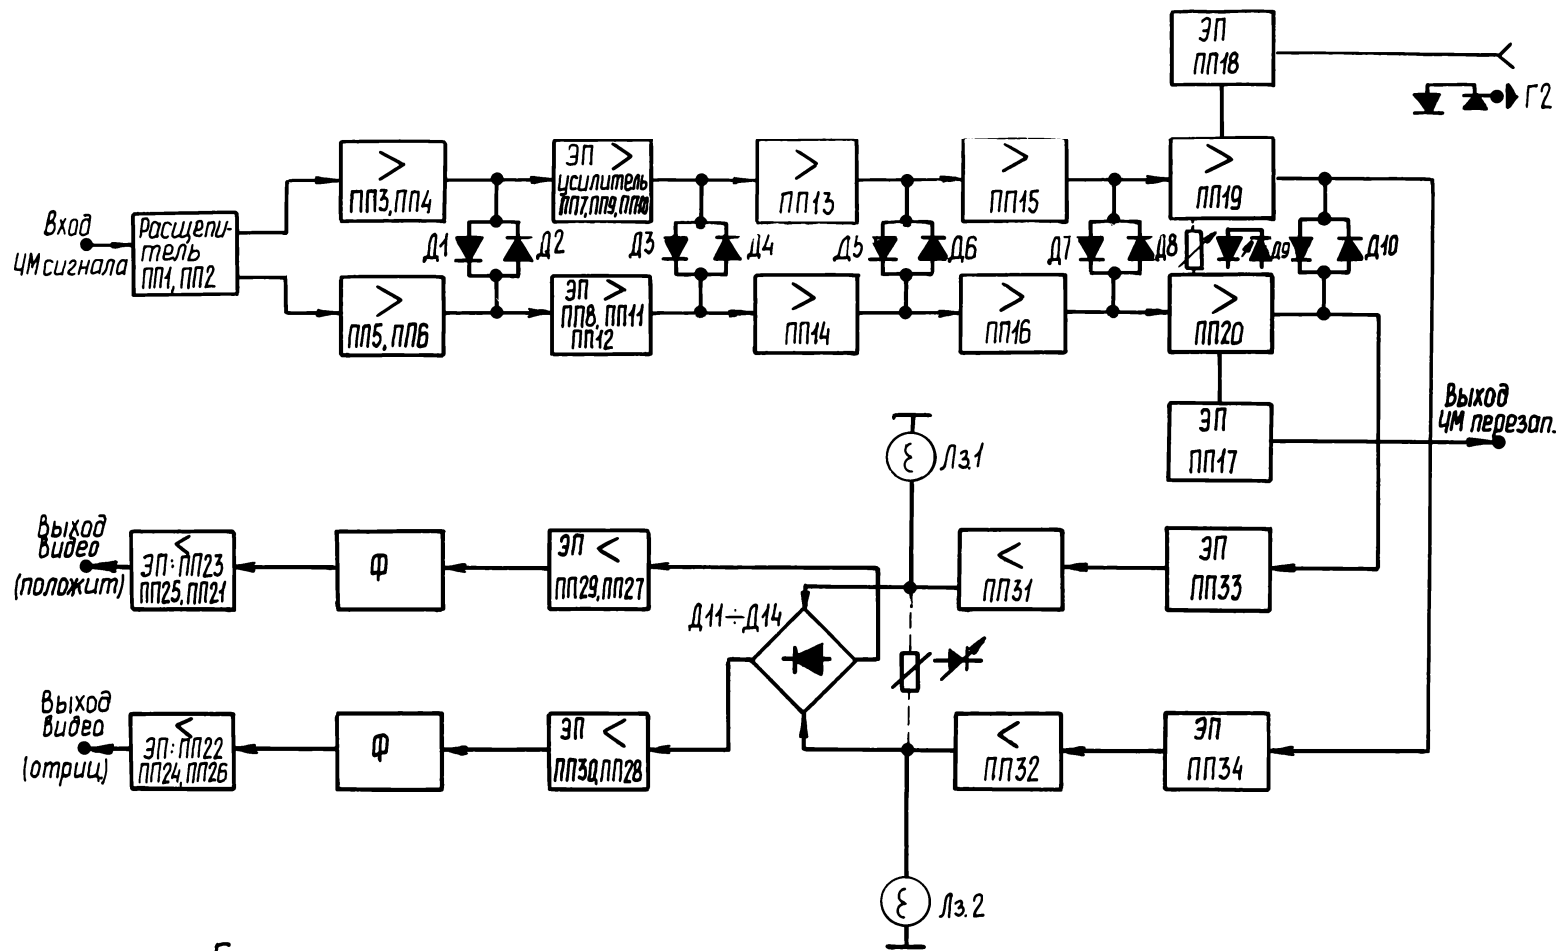 ЭП
ПП18
Г2
>
ПП3,ПП4
ЭП >
усилитель
ПП7,ПП9,ПП10
>
ПП13
>
ПП15
>
ПП19
Вход
ЧМ сигнала
Расщепи-
тель
ПП1, ПП2
Д1
Д2
Д3
Д4
Д5
Д6
Д7
Д8
Д9
Д10
>
ПП5, ПП6
ЭП >
ПП8, ПП11
ПП12
>
ПП14
>
ПП16
>
ПП20
ЭП
ПП17
Выход
ЧМ перезап.
Лз.1
Выход
видео
(положит)
<
ЭП: ПП23
ПП25, ПП21
Ф
ЭП <
ПП29, ПП27
Д11÷Д14
<
ПП31
ЭП
ПП33
Выход
видео
(отриц.)
<
ЭП: ПП22
ПП24, ПП26
Ф
ЭП <
ПП30, ПП28
<
ПП32
ЭП
ПП34
Лз.2